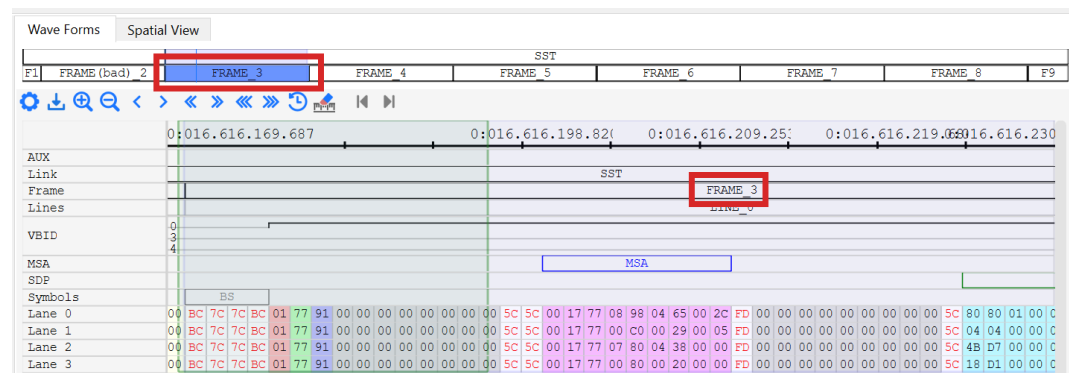 Wave Forms Spatial View
SST
F1 FRAME(bad)_2 FRAME_3 FRAME_4 FRAME_5 FRAME_6 FRAME_7 FRAME_8 F9
0:016.616.169.687 0:016.616.198.820 0:016.616.209.253 0:016.616.219.6 016.616.230
AUX
Link SST
Frame FRAME_3
Lines LINE_0
VBID 0 3 4
MSA MSA
SDP
Symbols BS
Lane 0 00 BC 7C 7C BC 01 77 91 00 00 00 00 00 00 00 00 5C 5C 00 17 77 08 98 04 65 00 2C FD 00 00 00 00 00 00 00 00 00 5C 80 80 01 00
Lane 1 00 BC 7C 7C BC 01 77 91 00 00 00 00 00 00 00 00 5C 5C 00 17 77 00 C0 00 29 00 05 FD 00 00 00 00 00 00 00 00 00 5C 04 04 00 00
Lane 2 00 BC 7C 7C BC 01 77 91 00 00 00 00 00 00 00 00 5C 5C 00 17 77 07 80 04 38 00 00 FD 00 00 00 00 00 00 00 00 00 5C 4B D7 00 00
Lane 3 00 BC 7C 7C BC 01 77 91 00 00 00 00 00 00 00 00 5C 5C 00 17 77 00 80 00 20 00 00 FD 00 00 00 00 00 00 00 00 00 5C 18 D1 00 00